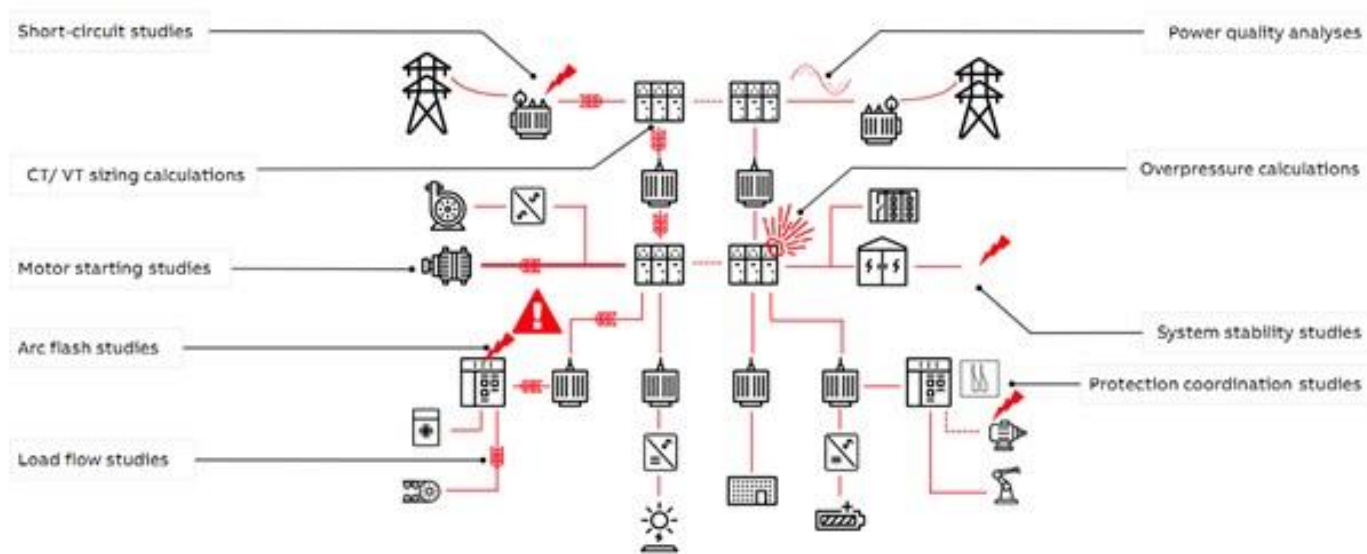 Short-circuit studies
Power quality analyses
CT/ VT sizing calculations
Overpressure calculations
Motor starting studies
System stability studies
Arc flash studies
Protection coordination studies
Load flow studies